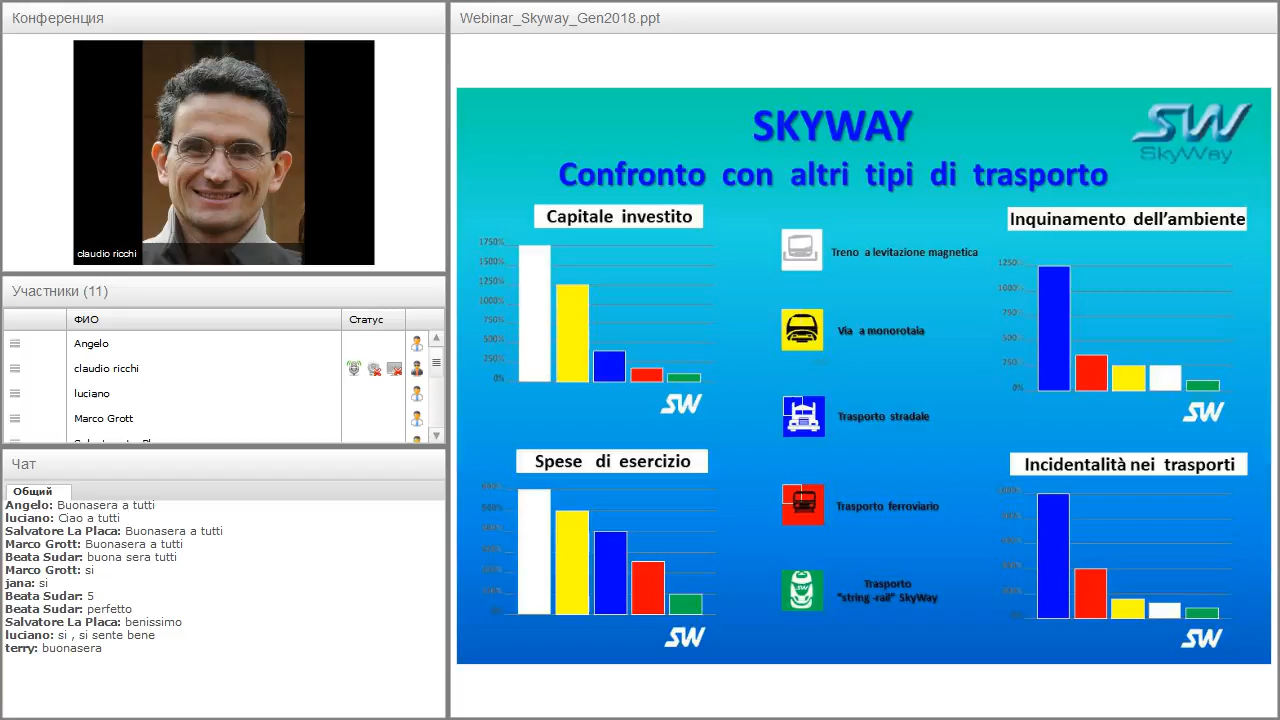 Конференция
claudio ricchi
Участники (11)
ФИО
Статус
Angelo
claudio ricchi
luciano
Marco Grott
Чат
Общий
Angelo: Buonasera a tutti
luciano: Ciao a tutti
Salvatore La Placa: Buonasera a tutti
Marco Grott: Buonasera a tutti
Beata Sudar: buona sera tutti
Marco Grott: si
jana: si
Beata Sudar: 5
Beata Sudar: perfetto
Salvatore La Placa: benissimo
luciano: si , si sente bene
terry: buonasera
Webinar_Skyway_Gen2018.ppt
SKYWAY
SW
SkyWay
Confronto con altri tipi di trasporto
Capitale investito
1750%
1500%
1250%
1000%
750%
500%
250%
0%
SW
Spese di esercizio
SW
Treno a levitazione magnetica
Via a monorotaia
Trasporto stradale
Trasporto ferroviario
Trasporto
"string -rail" SkyWay
Inquinamento dell'ambiente
1250
1000
750
500
250
0%
SW
Incidentalità nei trasporti
SW